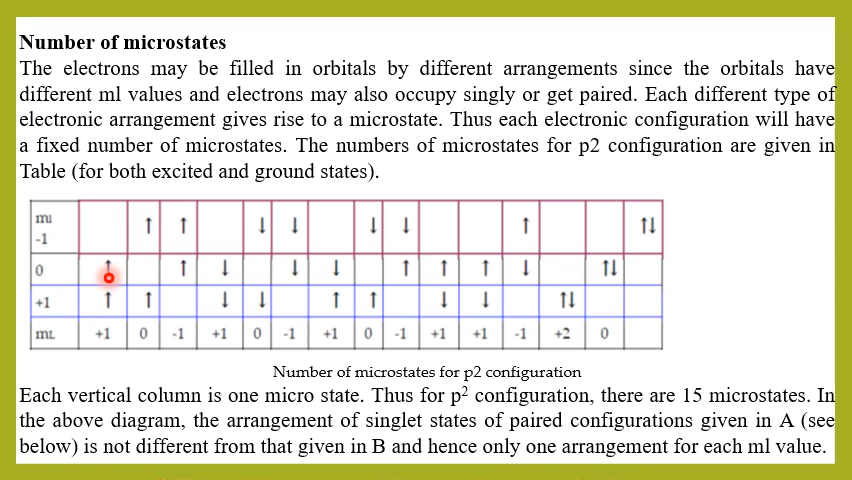 Number of microstates
The electrons may be filled in orbitals by different arrangements since the orbitals have
different ml values and electrons may also occupy singly or get paired. Each different type of
electronic arrangement gives rise to a microstate. Thus each electronic configuration will have
a fixed number of microstates. The numbers of microstates for p2 configuration are given in
Table (for both excited and ground states).
ml
-1 ↑ ↑ ↓ ↓ ↓ ↓ ↑ ↑↓
0 ↑ ↑ ↓ ↓ ↓ ↑ ↑ ↑ ↓ ↑↓
+1 ↑ ↑ ↓ ↓ ↑ ↑ ↓ ↓ ↑↓
mL +1 0 -1 +1 0 -1 +1 0 -1 +1 +1 -1 +2 0
Number of microstates for p2 configuration
Each vertical column is one micro state. Thus for p² configuration, there are 15 microstates. In
the above diagram, the arrangement of singlet states of paired configurations given in A (see
below) is not different from that given in B and hence only one arrangement for each ml value.